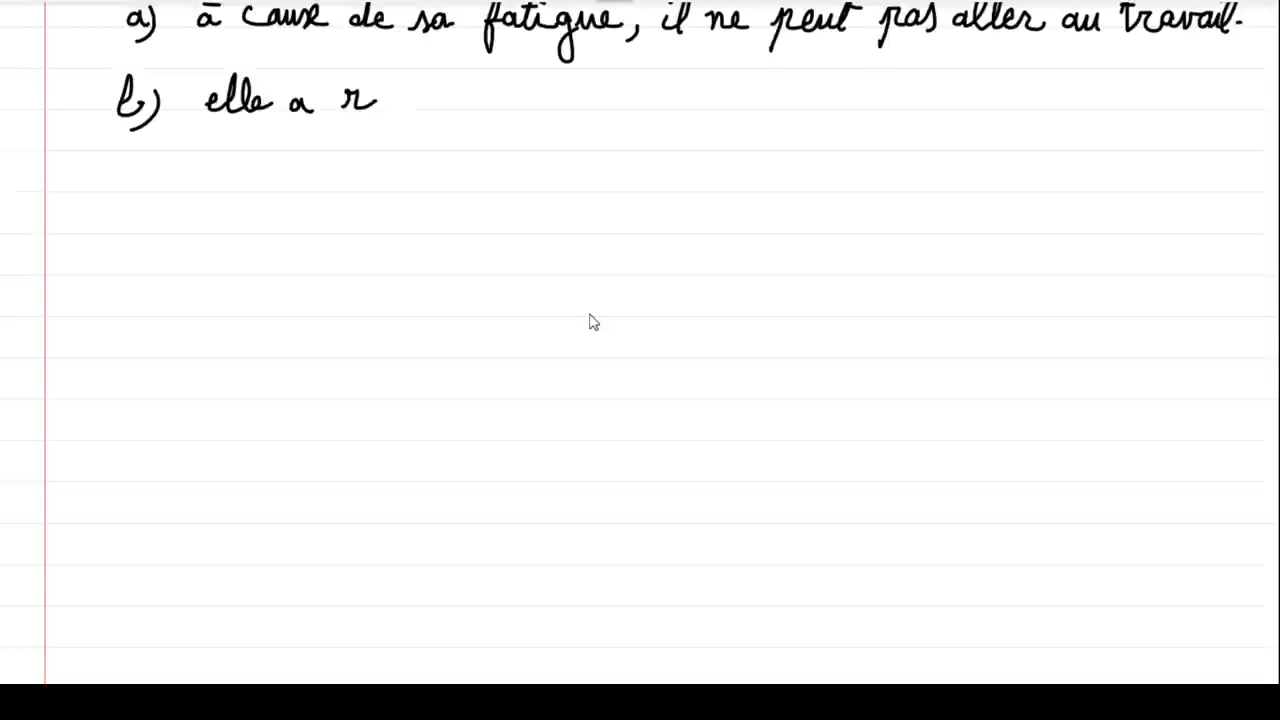 a) à cause de sa fatigue, il ne peut pas aller au travail.
b) elle a r